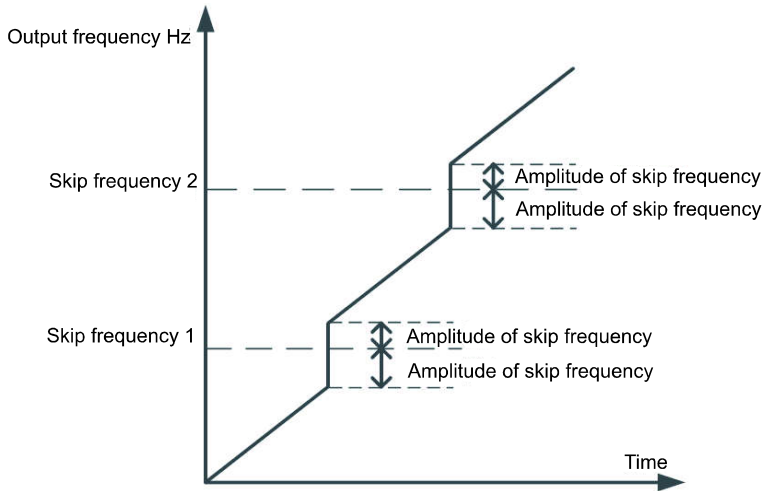 Output frequency Hz
Amplitude of skip frequency
Skip frequency 2
Amplitude of skip frequency
Skip frequency 1
Amplitude of skip frequency
Amplitude of skip frequency
Time